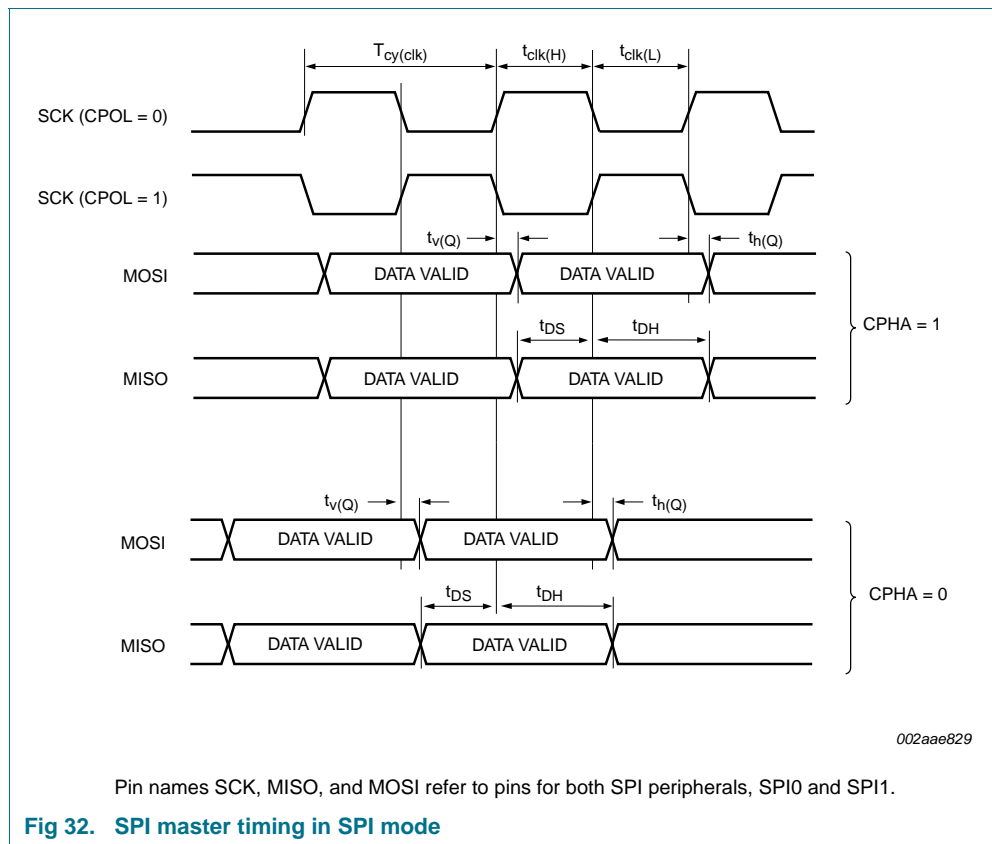 Tcy(clk) tclk(H) tclk(L)
SCK (CPOL = 0)
SCK (CPOL = 1)
tv(Q) th(Q)
MOSI DATA VALID DATA VALID
CPHA = 1
tDS tDH
MISO DATA VALID DATA VALID
tv(Q) th(Q)
MOSI DATA VALID DATA VALID
CPHA = 0
tDS tDH
MISO DATA VALID DATA VALID
002aae829
Pin names SCK, MISO, and MOSI refer to pins for both SPI peripherals, SPI0 and SPI1.
Fig 32. SPI master timing in SPI mode